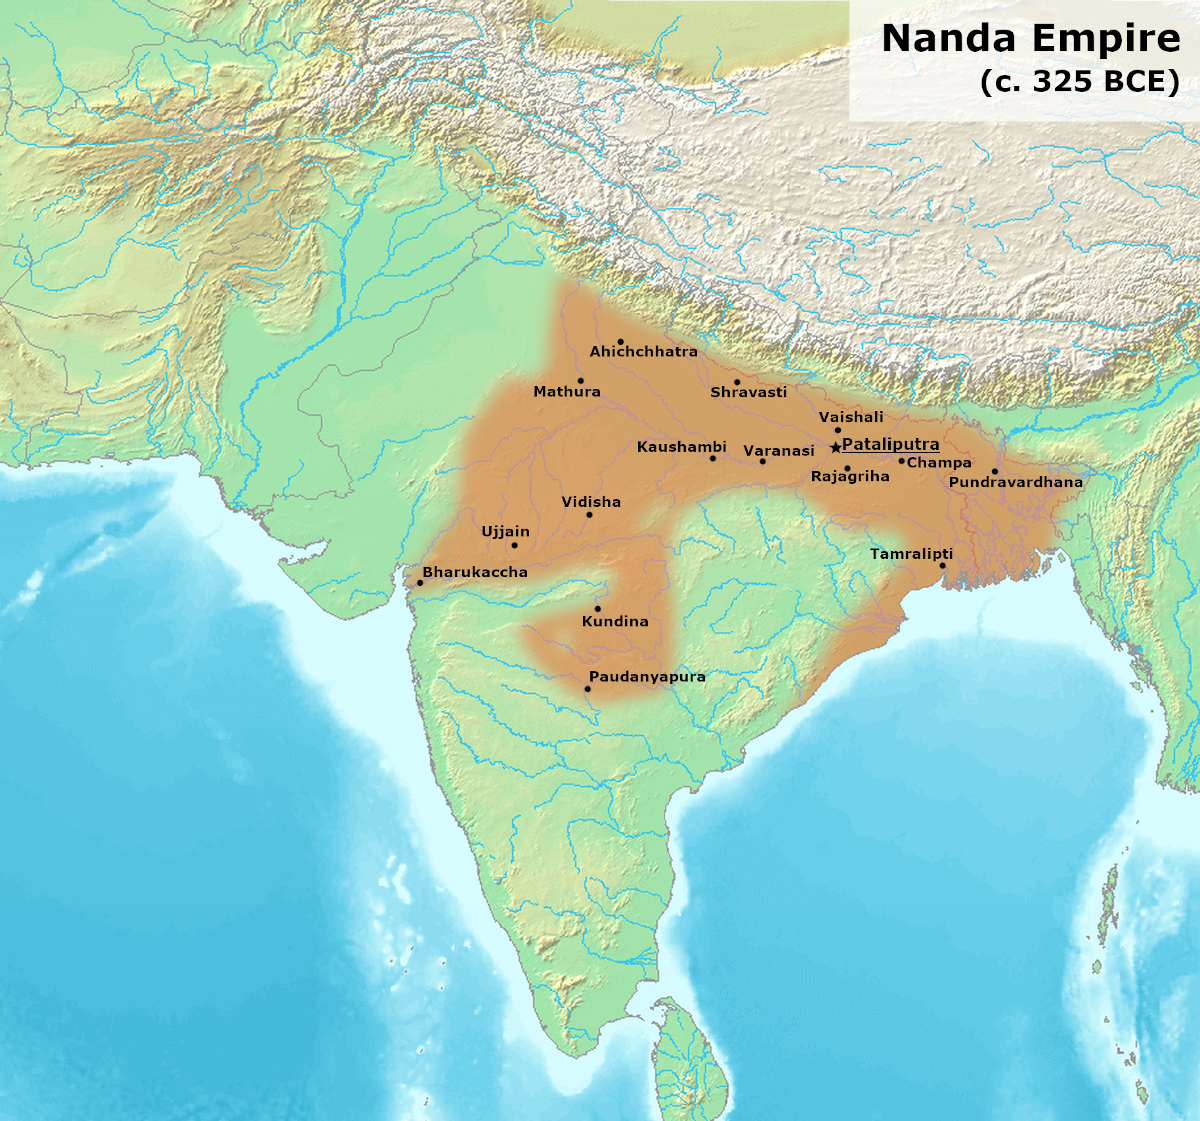 Nanda Empire
(c. 325 BCE)
Ahichchhatra
Mathura
Shravasti
Vaishali
Pataliputra
Kaushambi
Varanasi
Champa
Rajagriha
Pundravardhana
Vidisha
Ujjain
Tamralipti
Bharukaccha
Kundina
Paudanyapura